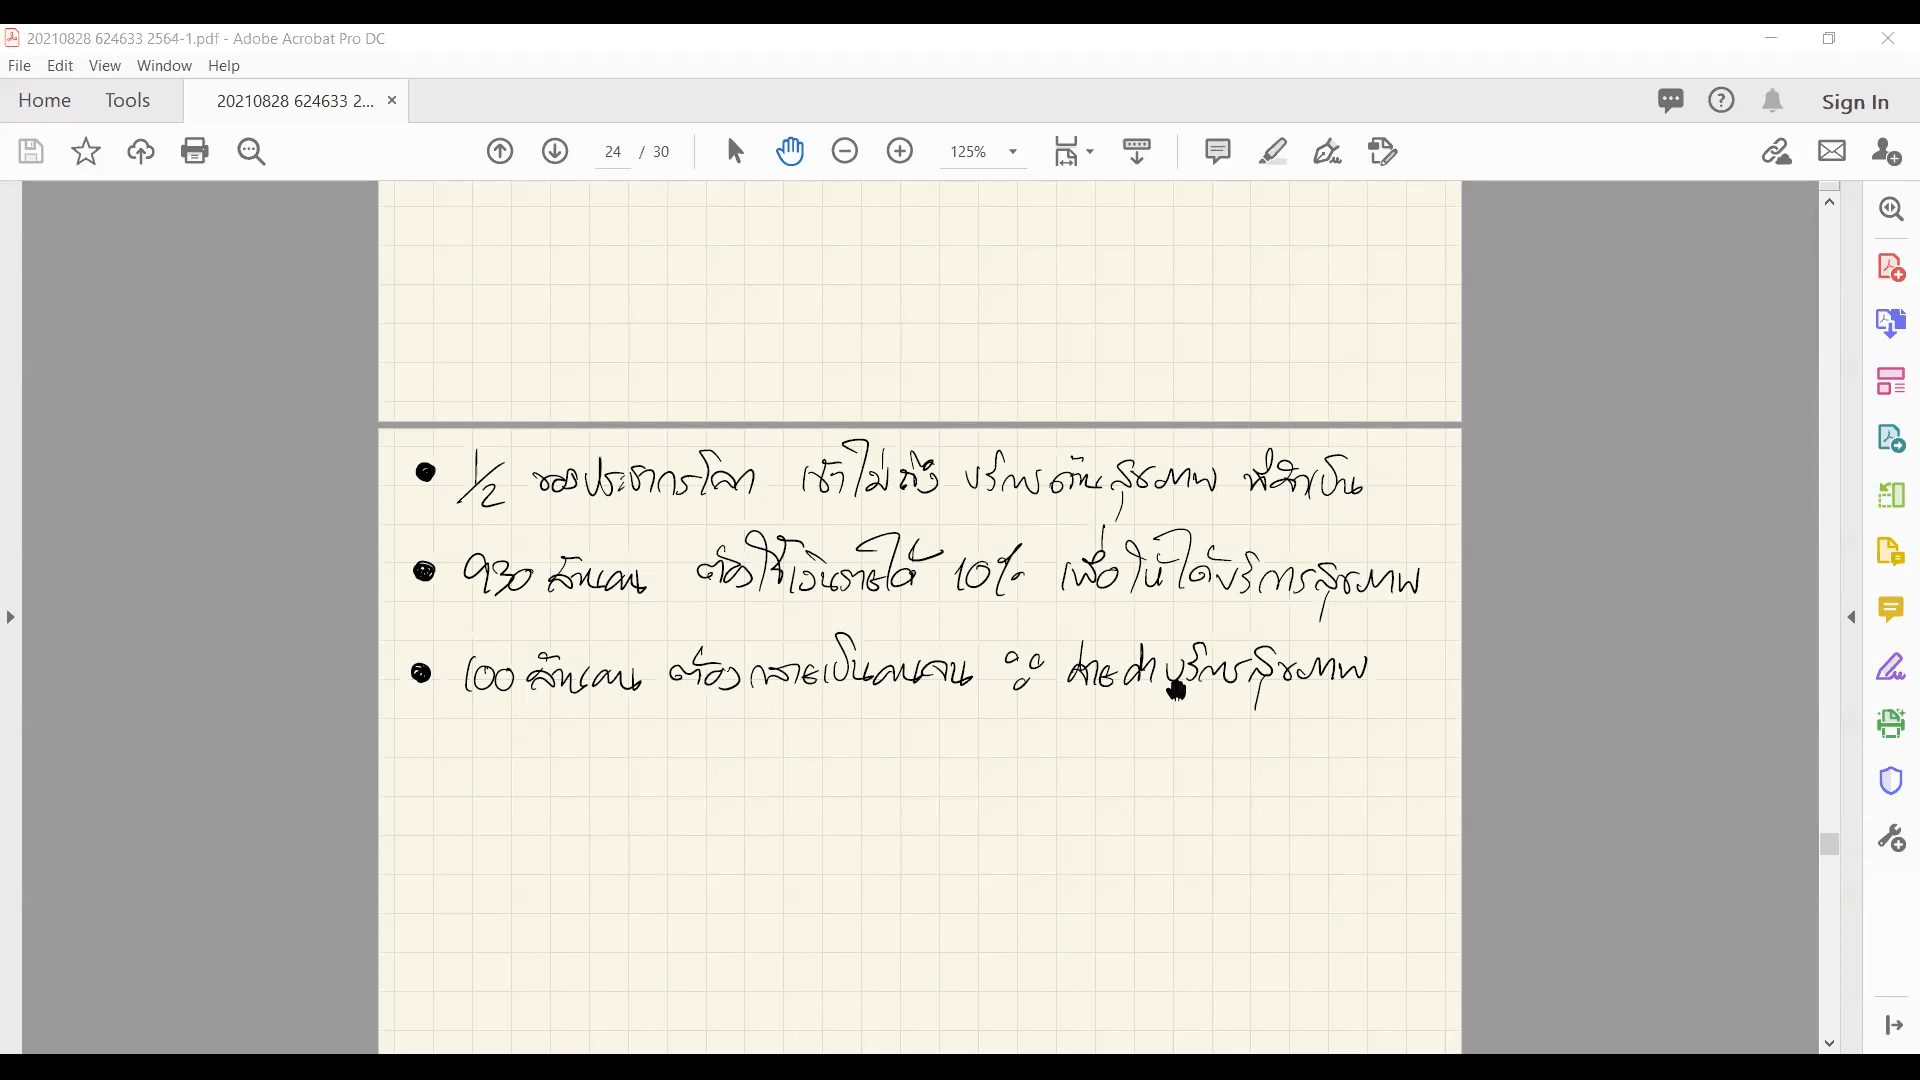 20210828 624633 2564-1.pdf - Adobe Acrobat Pro DC
File Edit View Window Help
Home Tools 20210828 624633 2... × Sign In
24 / 30 125%
• 1/2 ของประชากรโลก เข้าไม่ถึง บริการด้านสุขภาพ ที่จำเป็น
• 930 ล้านคน ต้องใช้เงินรายได้ 10% เพื่อให้ได้บริการสุขภาพ
• 100 ล้านคน ต้องกลายเป็นคนจน ∵ จ่ายค่าบริการสุขภาพ